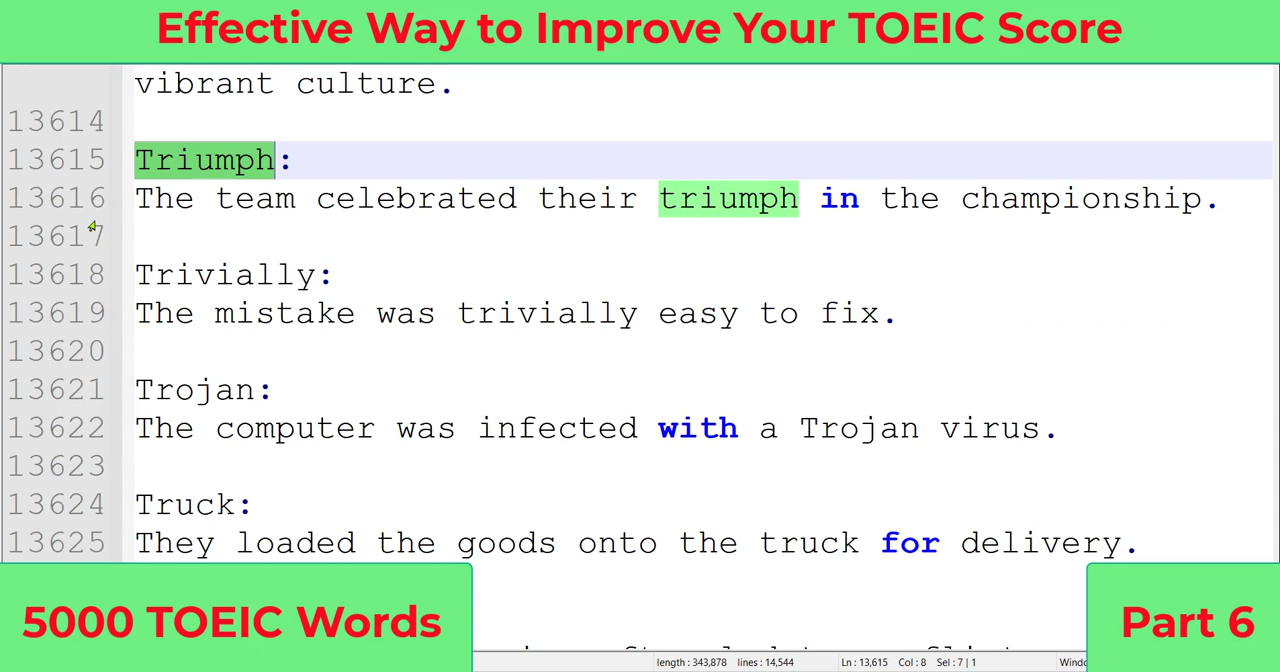 Effective Way to Improve Your TOEIC Score
vibrant culture.
13614
13615 Triumph:
13616 The team celebrated their triumph in the championship.
13617
13618 Trivially:
13619 The mistake was trivially easy to fix.
13620
13621 Trojan:
13622 The computer was infected with a Trojan virus.
13623
13624 Truck:
13625 They loaded the goods onto the truck for delivery.
5000 TOEIC Words
Part 6
length : 343,878 lines : 14,544 Ln : 13,615 Col : 8 Sel : 7 | 1